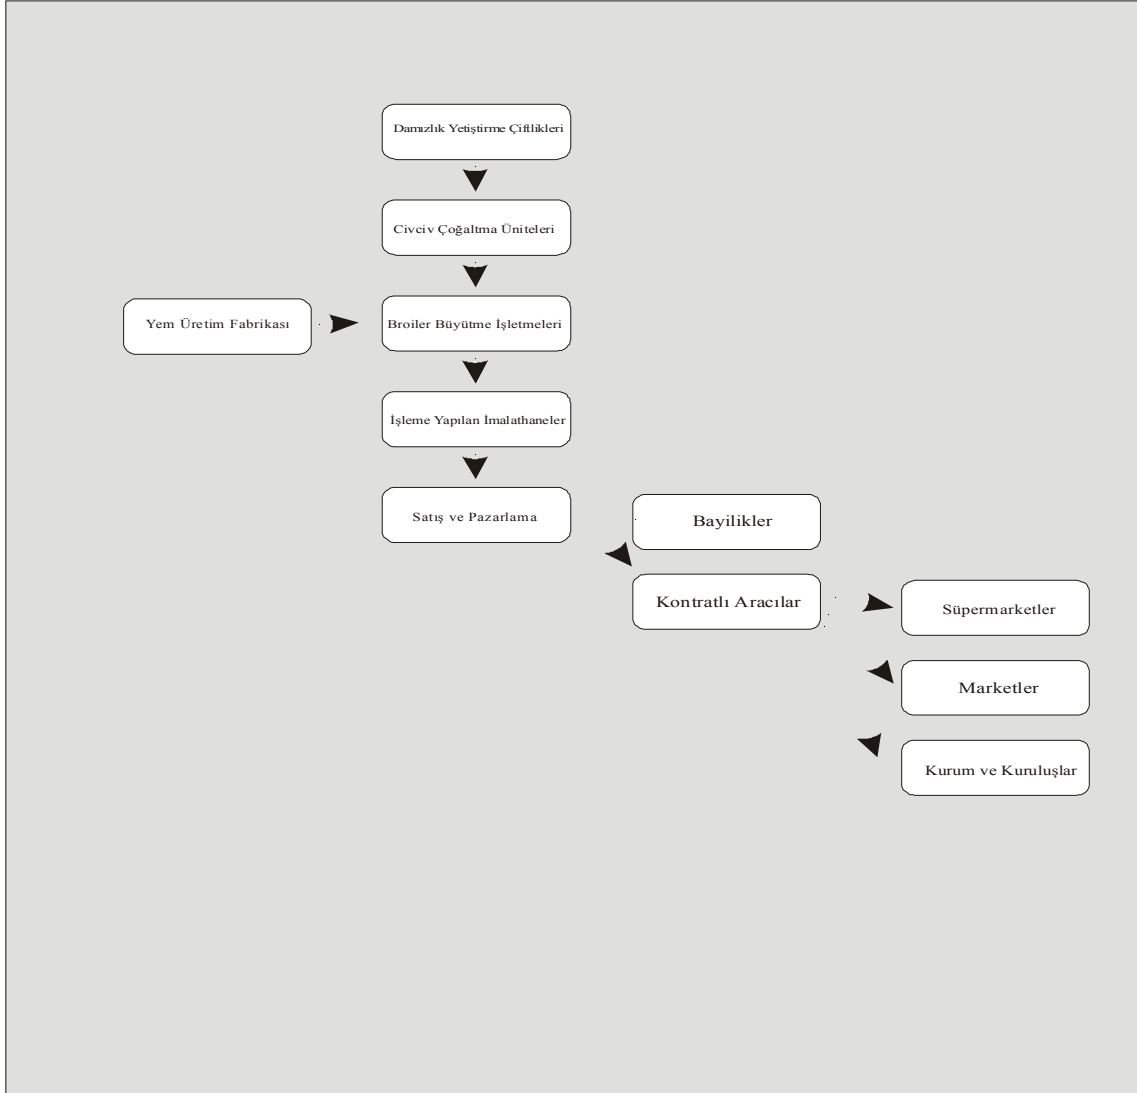 Damızlık Yetiştirme Çiftlikleri
Civciv Çoğaltma Üniteleri
Yem Üretim Fabrikası
Broiler Büyütme İşletmeleri
İşleme Yapılan İmalathaneler
Satış ve Pazarlama
Bayilikler
Kontratlı Aracılar
Süpermarketler
Marketler
Kurum ve Kuruluşlar